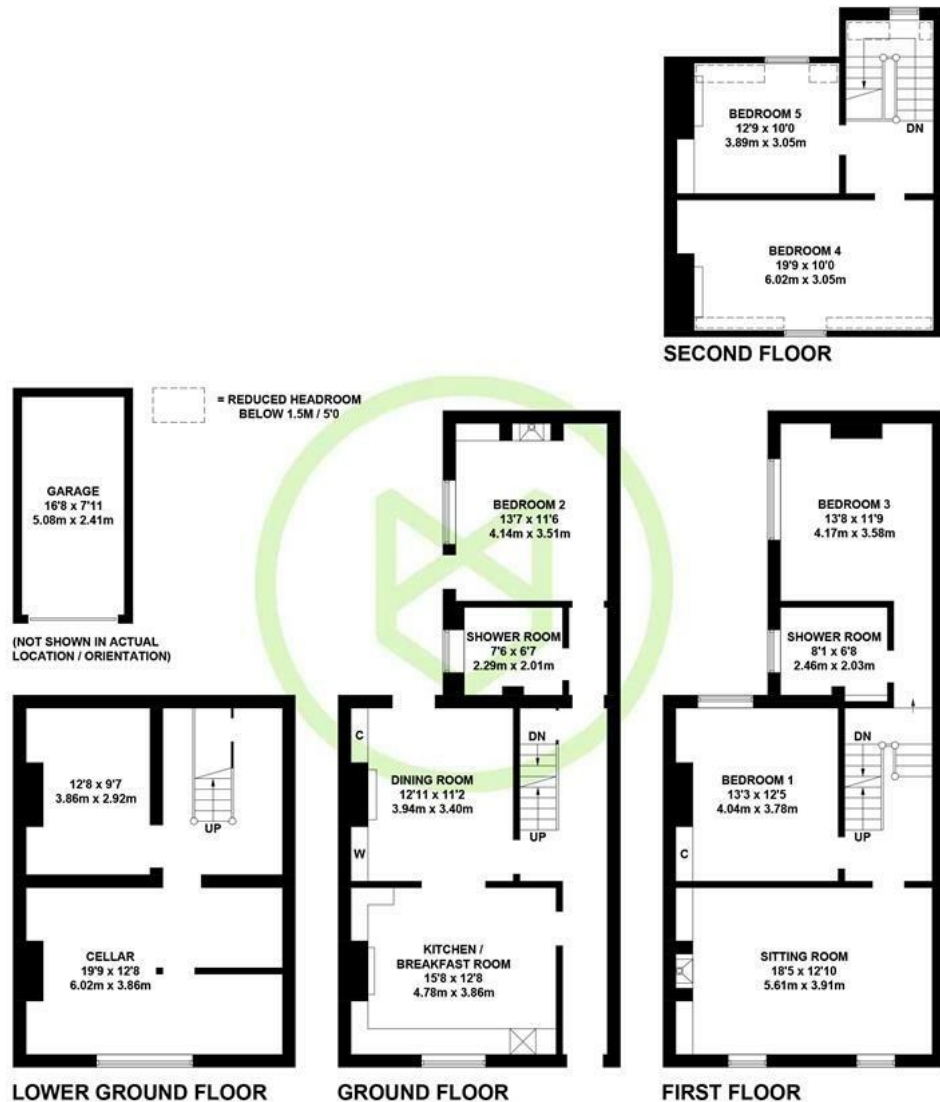 BEDROOM 5
12'9 x 10'0
3.89m x 3.05m
DN
BEDROOM 4
19'9 x 10'0
6.02m x 3.05m
SECOND FLOOR
= REDUCED HEADROOM
BELOW 1.5M / 5'0
GARAGE
16'8 x 7'11
5.08m x 2.41m
(NOT SHOWN IN ACTUAL
LOCATION / ORIENTATION)
12'8 x 9'7
3.86m x 2.92m
UP
CELLAR
19'9 x 12'8
6.02m x 3.86m
LOWER GROUND FLOOR
BEDROOM 2
13'7 x 11'6
4.14m x 3.51m
SHOWER ROOM
7'6 x 6'7
2.29m x 2.01m
C
DN
DINING ROOM
12'11 x 11'2
3.94m x 3.40m
W
UP
KITCHEN /
BREAKFAST ROOM
15'8 x 12'8
4.78m x 3.86m
GROUND FLOOR
BEDROOM 3
13'8 x 11'9
4.17m x 3.58m
SHOWER ROOM
8'1 x 6'8
2.46m x 2.03m
DN
BEDROOM 1
13'3 x 12'5
4.04m x 3.78m
UP
C
SITTING ROOM
18'5 x 12'10
5.61m x 3.91m
FIRST FLOOR